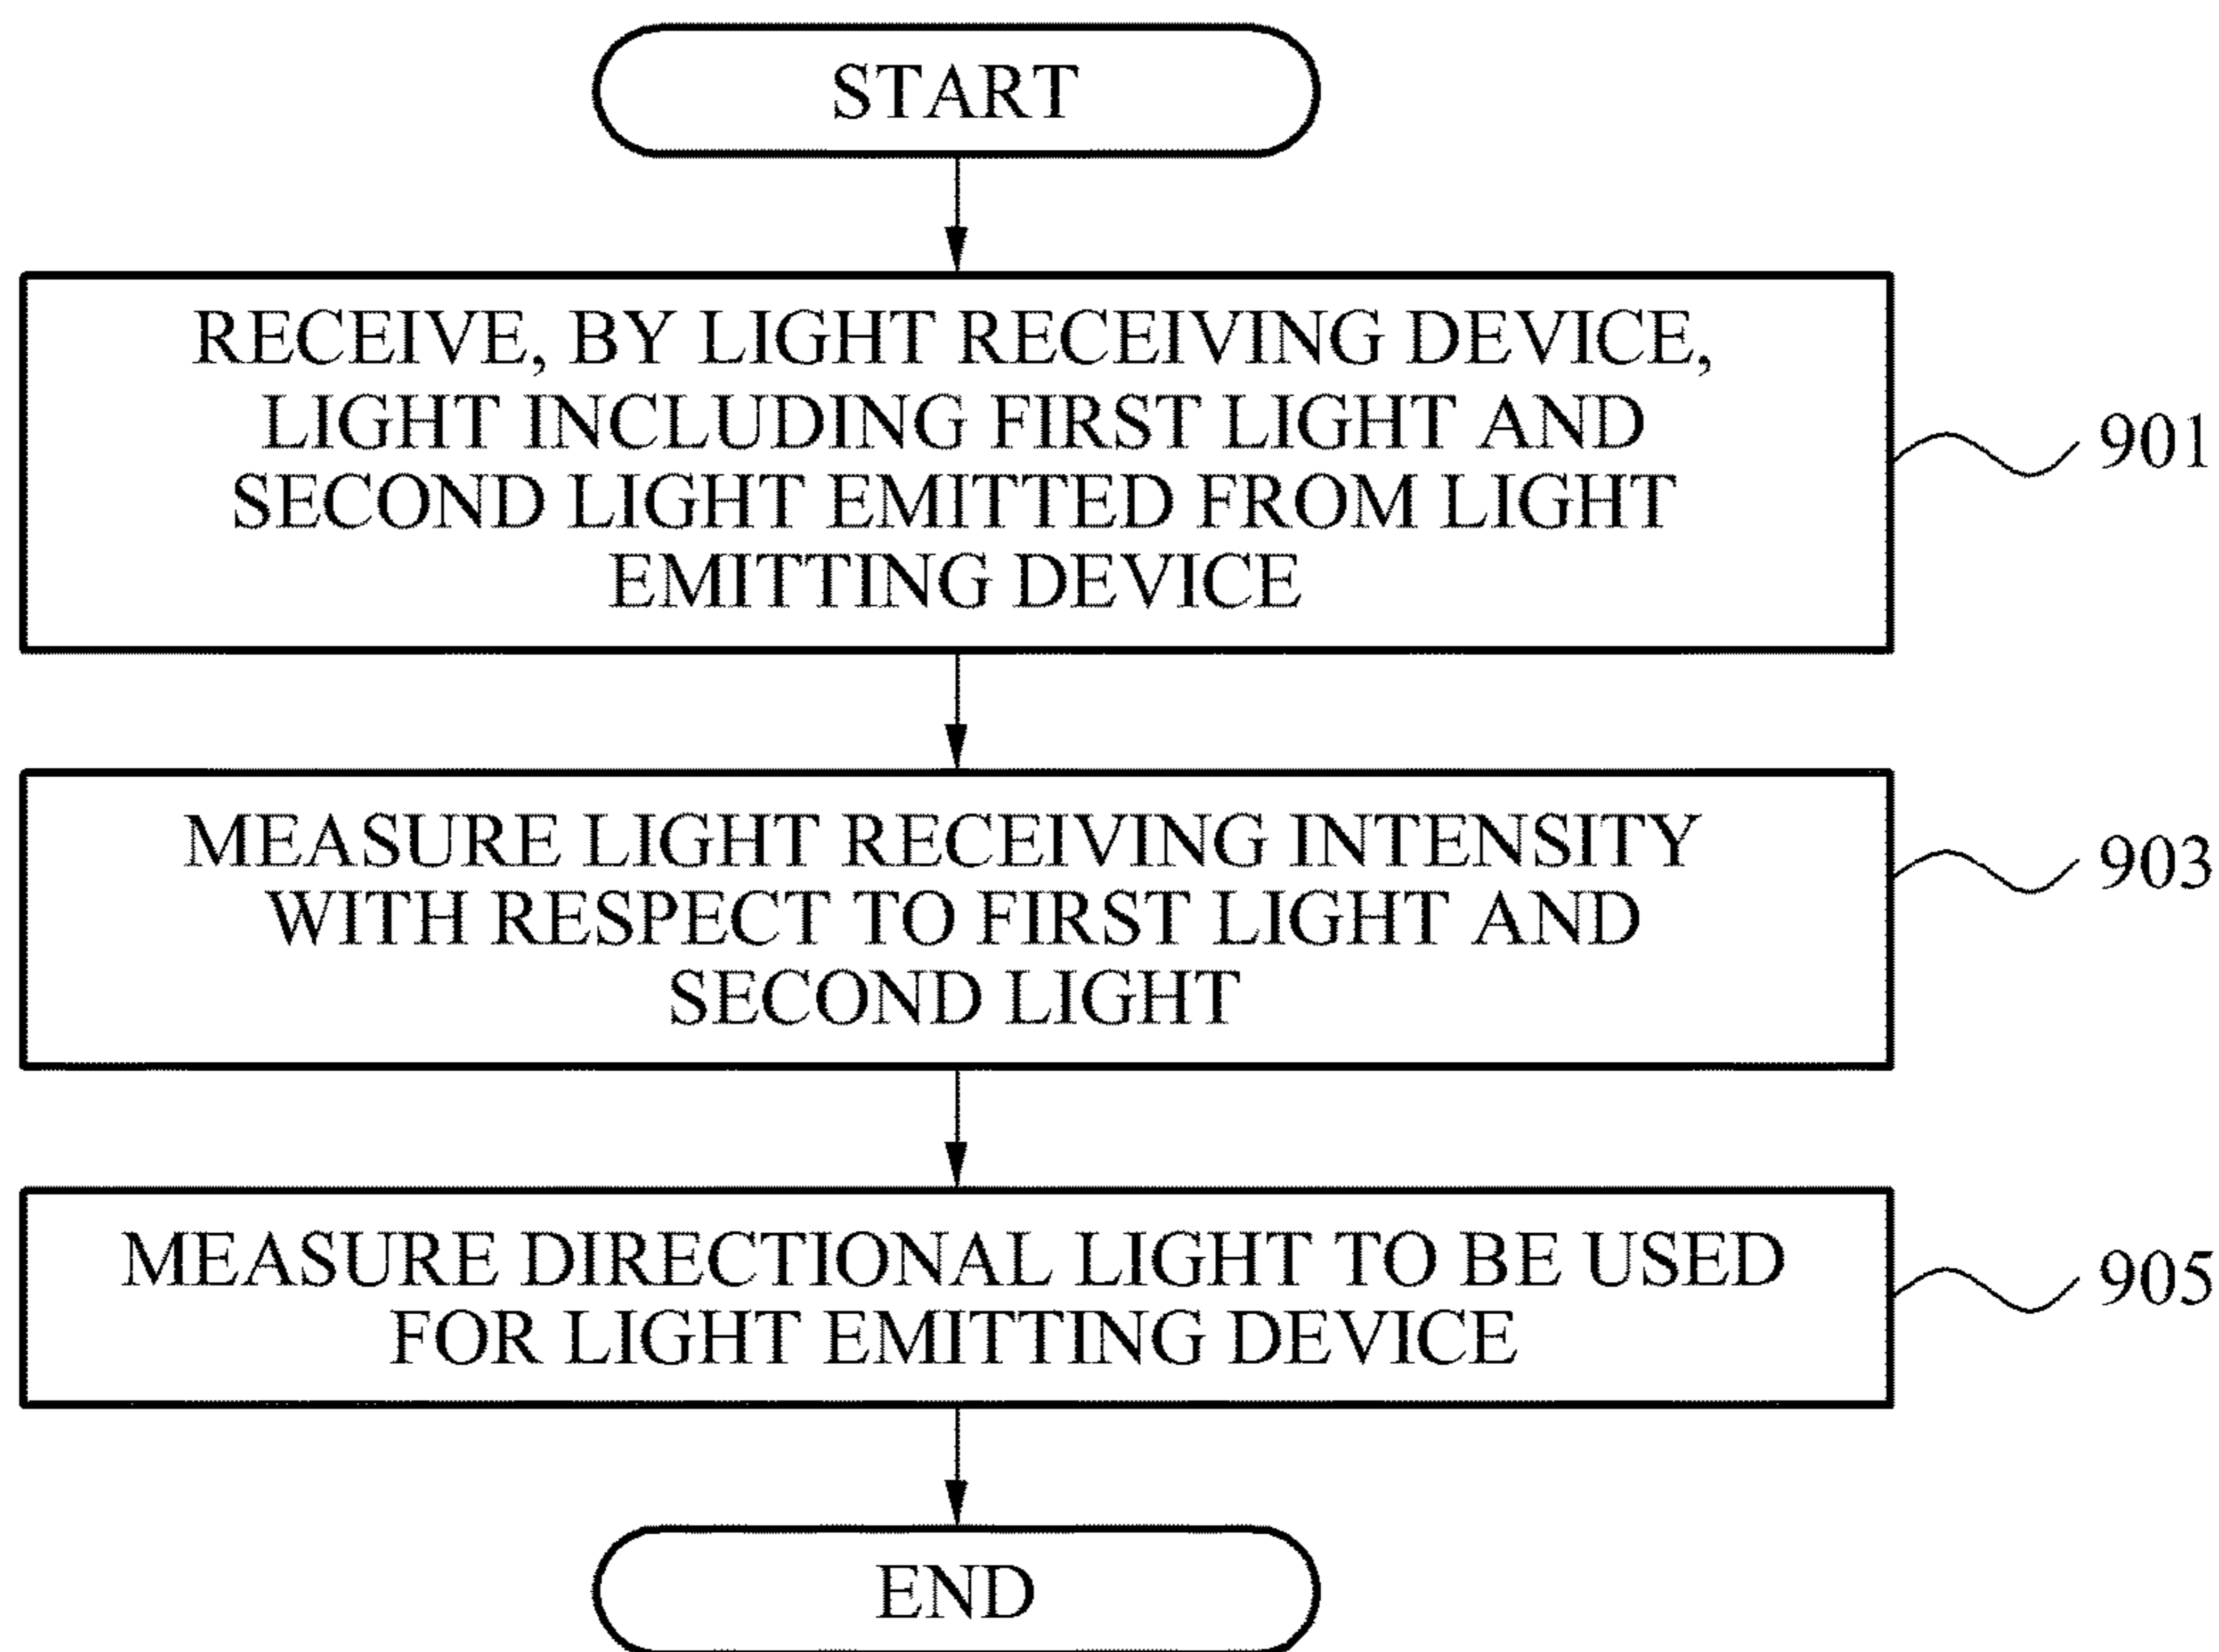 START
RECEIVE, BY LIGHT RECEIVING DEVICE,
LIGHT INCLUDING FIRST LIGHT AND
SECOND LIGHT EMITTED FROM LIGHT
EMITTING DEVICE
901
MEASURE LIGHT RECEIVING INTENSITY
WITH RESPECT TO FIRST LIGHT AND
SECOND LIGHT
903
MEASURE DIRECTIONAL LIGHT TO BE USED
FOR LIGHT EMITTING DEVICE
905
END